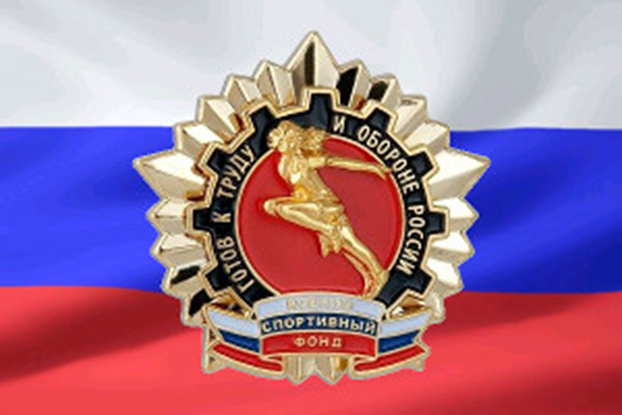 ГОТОВ К ТРУДУ И ОБОРОНЕ РОССИИ
СПОРТИВНЫЙ
ФОНД